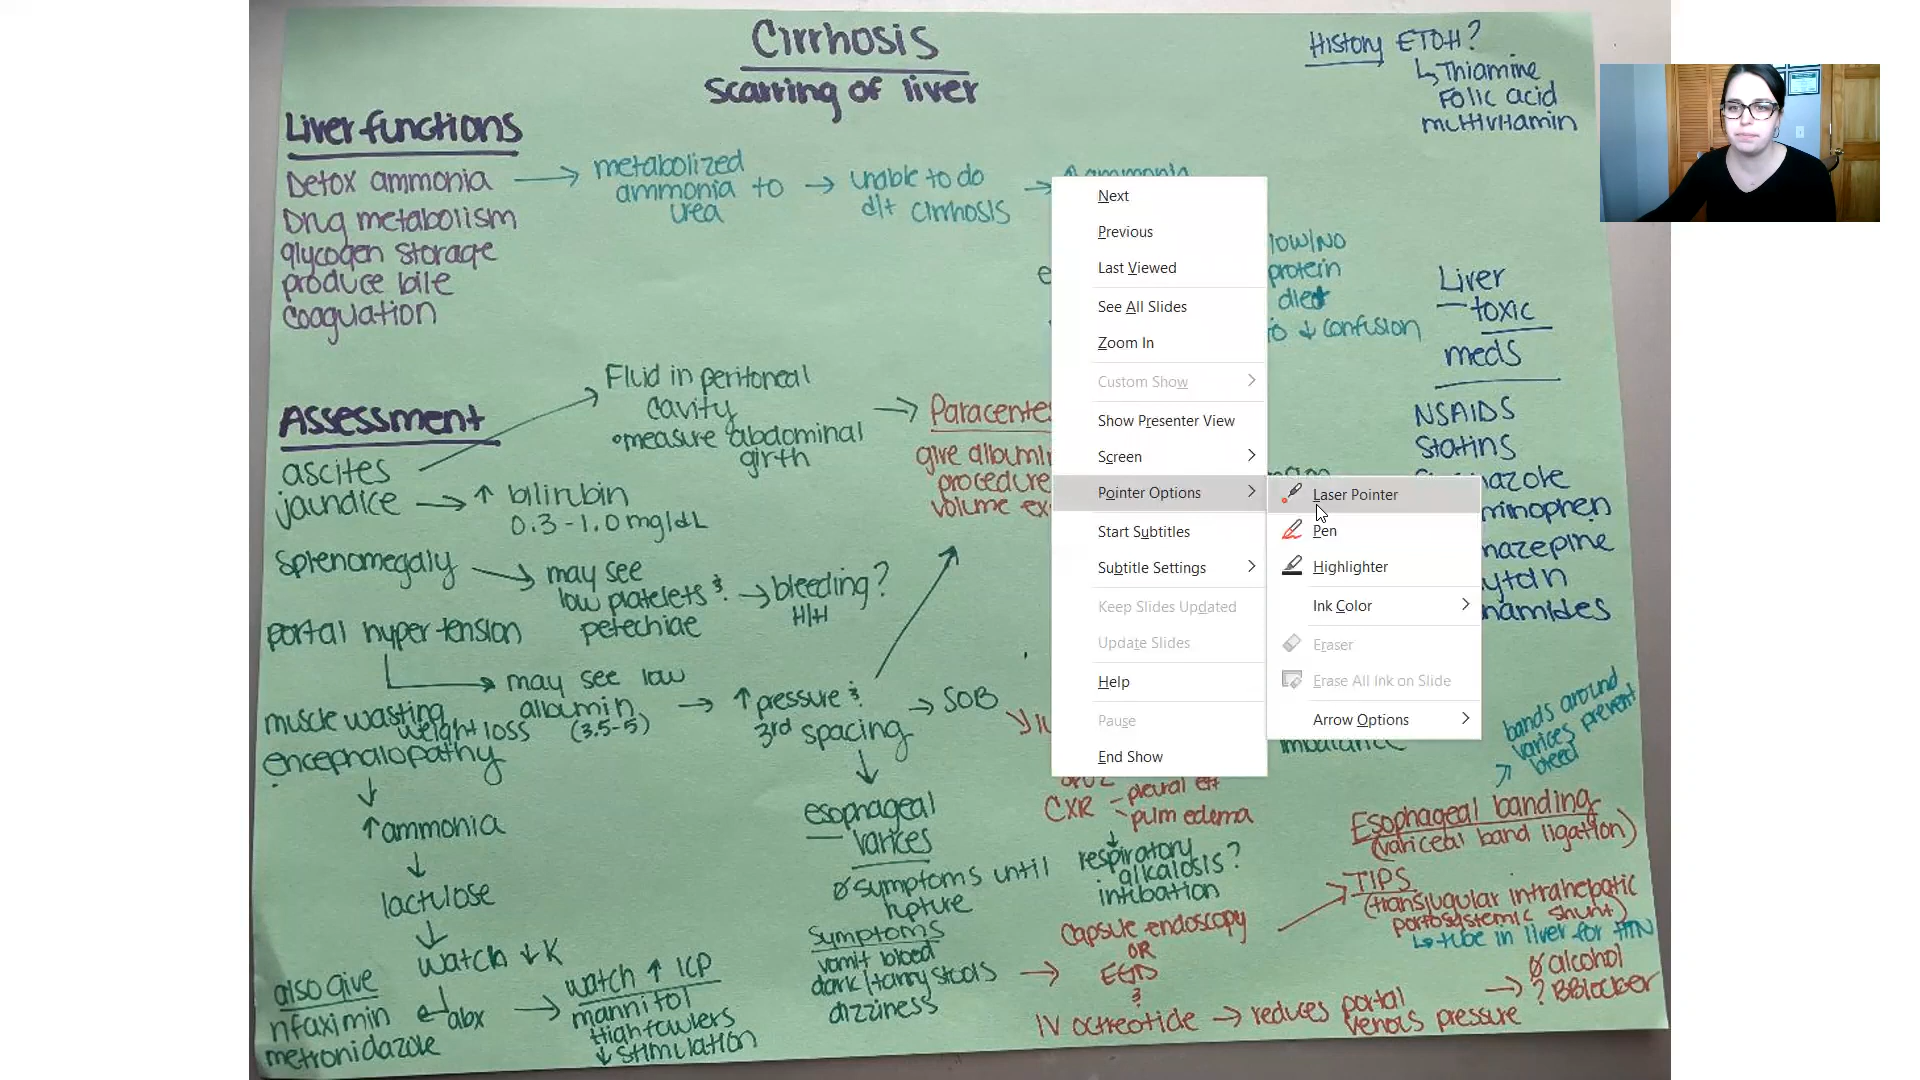 Cirrhosis
Scarring of liver
History ETOH?
↳ Thiamine
Folic acid
multivitamin
Liver functions
Detox ammonia → metabolized ammonia to urea → unable to do d/t cirrhosis → ↑ ammonia
Drug metabolism
glycogen storage
produce bile
coagulation
low/no
protein
diet
to ↓ confusion
Liver
toxic
meds
NSAIDS
Statins
Assessment
ascites
Fluid in peritoneal
cavity
•measure abdominal
girth
→
give
procedure
jaundice → ↑ bilirubin
0.3-1.0mg/dL
splenomegaly → may see
low platelets &
petechiae
→ bleeding?
H/H
portal hypertension
may see low
albumin
(3.5-5)
→ ↑ pressure &
3rd spacing
→ SOB
muscle wasting
weight loss
encephalopathy
↓
↑ammonia
↓
lactulose
↓
watch ↓K
abx
also give
rifaximin
metronidazole
→ watch ↑ ICP
mannitol
High fowlers
↓ stimulation
esophageal
varices
Ø symptoms until
rupture
Symptoms
vomit blood
dark/tarry stools
dizziness
CXR - pleural eff
- pulm edema
respiratory
alkalosis?
intibation
Capsule endoscopy
OR
EGD
&
IV octreotide → reduces portal
venous pressure
→ Ø alcohol
? BBlocker
bands around
varices prevent
bleed
Esophageal banding
(variceal band ligation)
TIPS
(transjugular intrahepatic
portosystemic shunt)
↳ tube in liver for HTN
Next
Previous
Last Viewed
See All Slides
Zoom In
Custom Show
Show Presenter View
Screen
Pointer Options
Start Subtitles
Subtitle Settings
Keep Slides Updated
Update Slides
Help
Pause
End Show
Laser Pointer
Pen
Highlighter
Ink Color
Eraser
Erase All Ink on Slide
Arrow Options